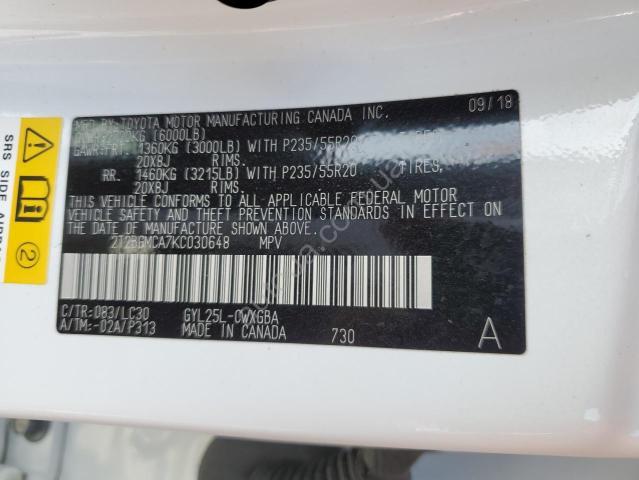 MFD BY: TOYOTA MOTOR MANUFACTURING CANADA INC. 09/18
(6000LB)
GAWR: FRT. 1360KG (3000LB) WITH P235/55R20
20X8J RIMS.
RR. 1460KG (3215LB) WITH P235/55R20 TIRES,
20X8J RIMS.
THIS VEHICLE CONFORMS TO ALL APPLICABLE FEDERAL MOTOR
VEHICLE SAFETY AND THEFT PREVENTION STANDARDS IN EFFECT ON
THE DATE OF MANUFACTURE SHOWN ABOVE.
2T2BGMCA7KC030648 MPV
C/TR: 083/LC30 GYL25L-CWXGBA
A/TM: -02A/P313 MADE IN CANADA 730 A
SRS SIDE
2